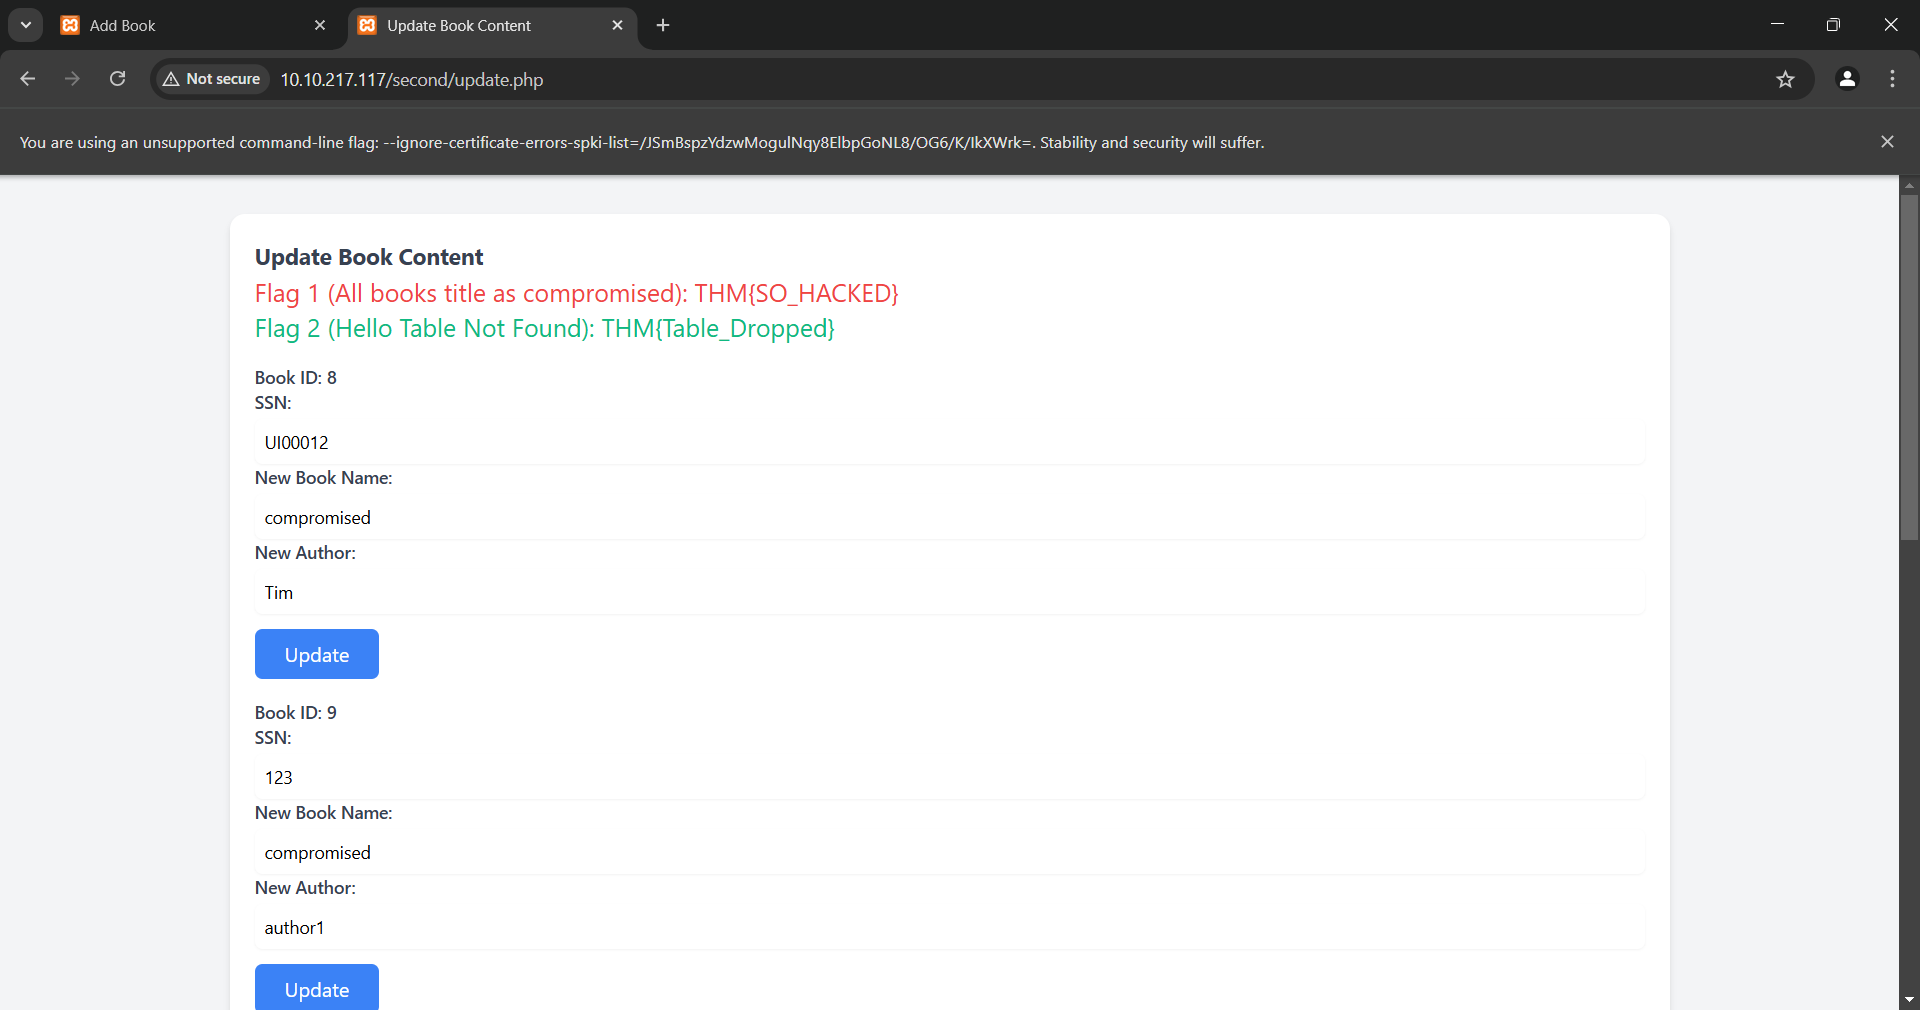 Add Book
Update Book Content
Not secure
10.10.217.117/second/update.php
You are using an unsupported command-line flag: --ignore-certificate-errors-spki-list=/JSmBspzYdzwMogulNqy8ElbpGoNL8/OG6/K/IkXWrk=. Stability and security will suffer.
Update Book Content
Flag 1 (All books title as compromised): THM{SO_HACKED}
Flag 2 (Hello Table Not Found): THM{Table_Dropped}
Book ID: 8
SSN:
UI00012
New Book Name:
compromised
New Author:
Tim
Update
Book ID: 9
SSN:
123
New Book Name:
compromised
New Author:
author1
Update